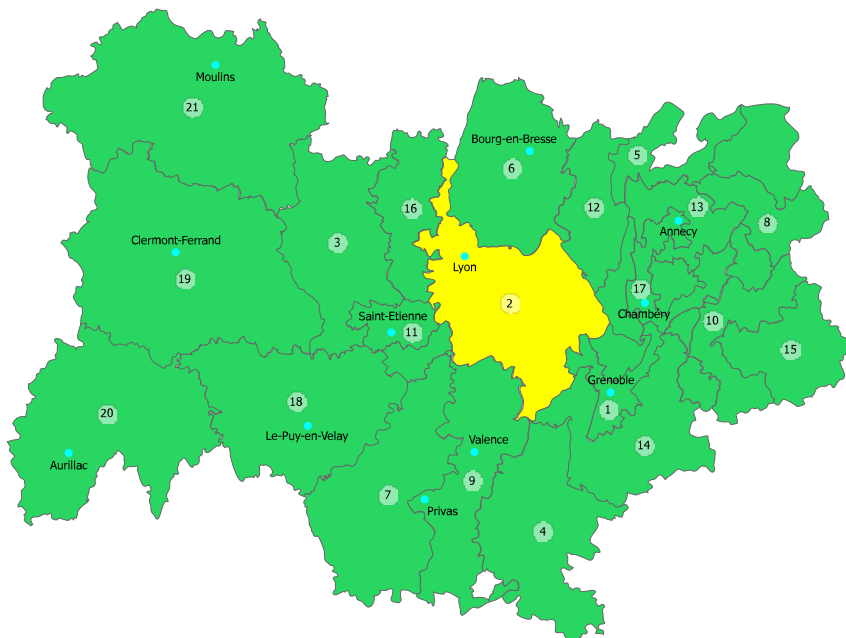 Moulins
21
Bourg-en-Bresse
6
5
12
16
13
Annecy
8
Clermont-Ferrand
19
3
Lyon
2
17
Chambéry
10
Saint-Etienne
11
15
Grenoble
1
18
Le-Puy-en-Velay
20
Aurillac
Valence
9
14
7
Privas
4